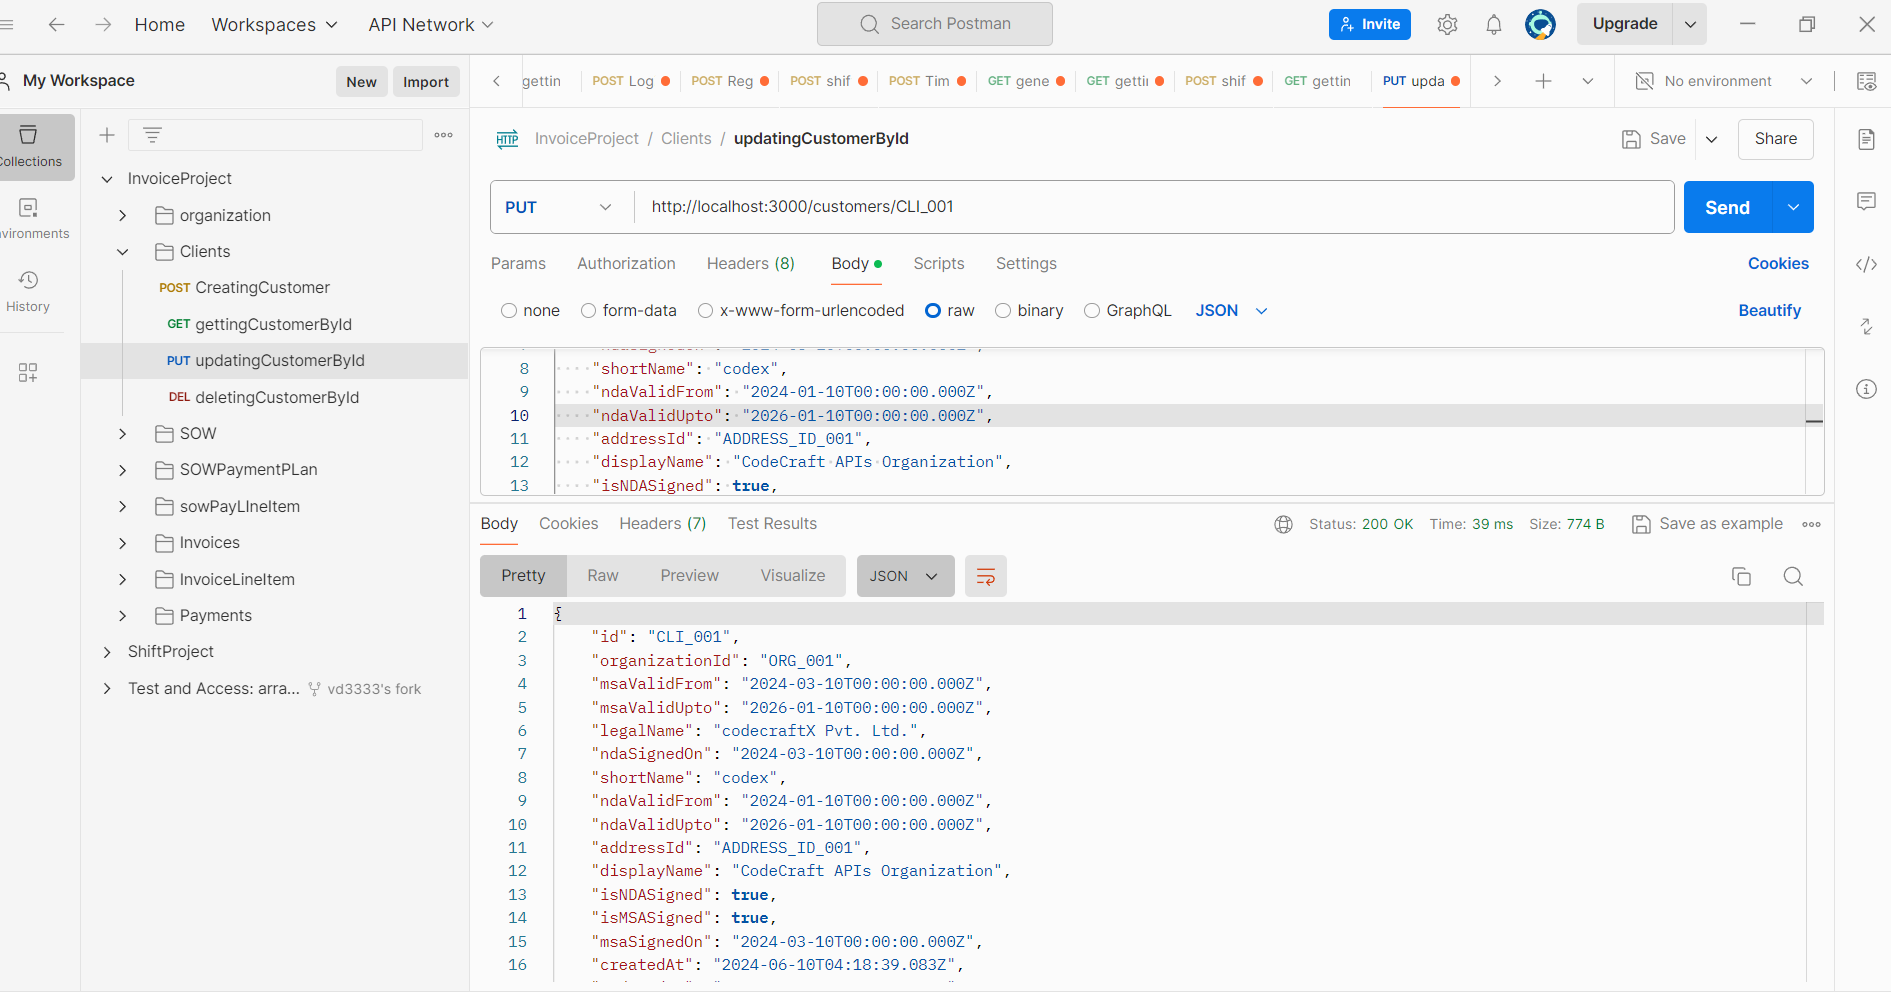 Home Workspaces API Network Search Postman Invite Upgrade
My Workspace New Import
gettin POST Log POST Reg POST shif POST Tim GET gene GET getti POST shif GET gettin PUT upda No environment
Collections
Environments
History
InvoiceProject
organization
Clients
POST CreatingCustomer
GET gettingCustomerById
PUT updatingCustomerById
DEL deletingCustomerById
SOW
SOWPaymentPLan
sowPayLIneItem
Invoices
InvoiceLineItem
Payments
ShiftProject
Test and Access: arra... vd3333's fork
HTTP InvoiceProject / Clients / updatingCustomerById Save Share
PUT http://localhost:3000/customers/CLI_001 Send
Params Authorization Headers (8) Body Scripts Settings Cookies
none form-data x-www-form-urlencoded raw binary GraphQL JSON Beautify
8 "shortName": "codex",
9 "ndaValidFrom": "2024-01-10T00:00:00.000Z",
10 "ndaValidUpto": "2026-01-10T00:00:00.000Z",
11 "addressId": "ADDRESS_ID_001",
12 "displayName": "CodeCraft APIs Organization",
13 "isNDASigned": true,
Body Cookies Headers (7) Test Results Status: 200 OK Time: 39 ms Size: 774 B Save as example
Pretty Raw Preview Visualize JSON
1 {
2 "id": "CLI_001",
3 "organizationId": "ORG_001",
4 "msaValidFrom": "2024-03-10T00:00:00.000Z",
5 "msaValidUpto": "2026-01-10T00:00:00.000Z",
6 "legalName": "codecraftX Pvt. Ltd.",
7 "ndaSignedOn": "2024-03-10T00:00:00.000Z",
8 "shortName": "codex",
9 "ndaValidFrom": "2024-01-10T00:00:00.000Z",
10 "ndaValidUpto": "2026-01-10T00:00:00.000Z",
11 "addressId": "ADDRESS_ID_001",
12 "displayName": "CodeCraft APIs Organization",
13 "isNDASigned": true,
14 "isMSASigned": true,
15 "msaSignedOn": "2024-03-10T00:00:00.000Z",
16 "createdAt": "2024-06-10T04:18:39.083Z",